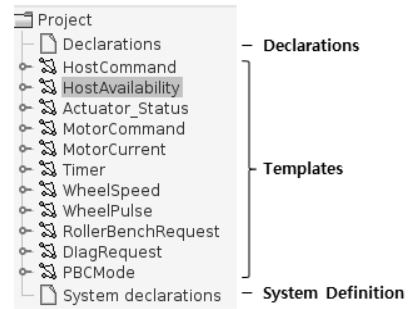 Project
Declarations – Declarations
HostCommand
HostAvailability
Actuator_Status
MotorCommand
MotorCurrent
Timer – Templates
WheelSpeed
WheelPulse
RollerBenchRequest
DIagRequest
PBCMode
System declarations – System Definition